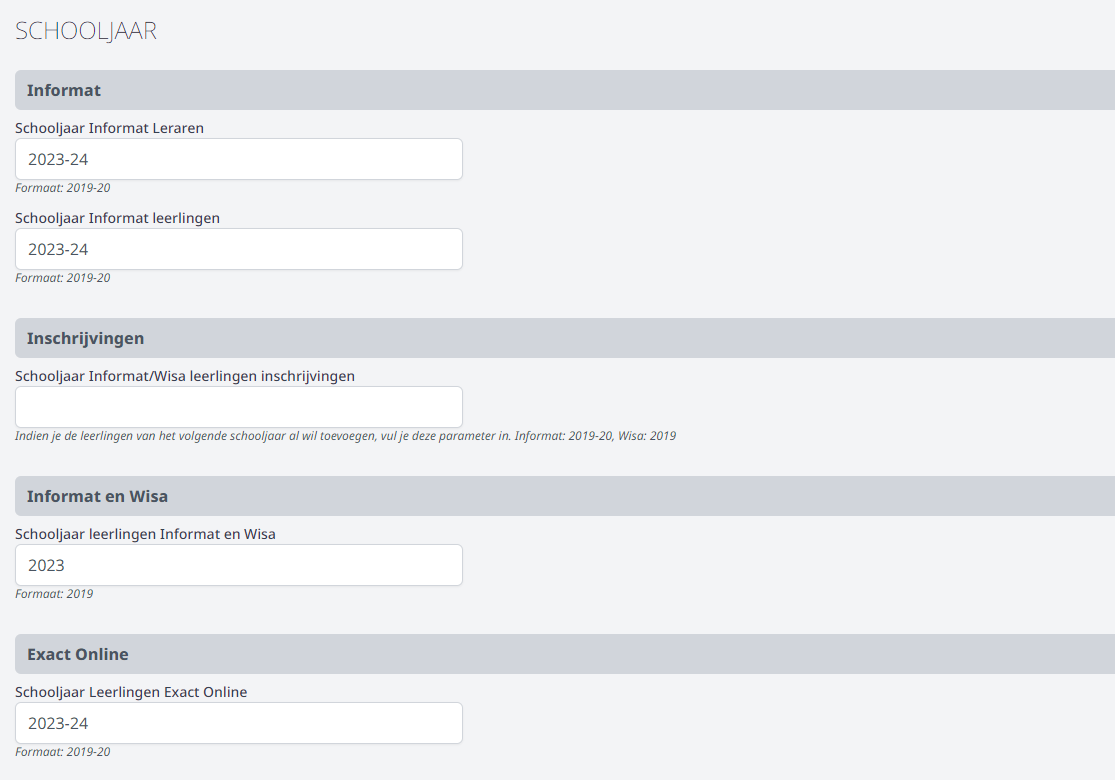 SCHOOLJAAR
Informat
Schooljaar Informat Leraren
2023-24
Formaat: 2019-20
Schooljaar Informat leerlingen
2023-24
Formaat: 2019-20
Inschrijvingen
Schooljaar Informat/Wisa leerlingen inschrijvingen
Indien je de leerlingen van het volgende schooljaar al wil toevoegen, vul je deze parameter in. Informat: 2019-20, Wisa: 2019
Informat en Wisa
Schooljaar leerlingen Informat en Wisa
2023
Formaat: 2019
Exact Online
Schooljaar Leerlingen Exact Online
2023-24
Formaat: 2019-20